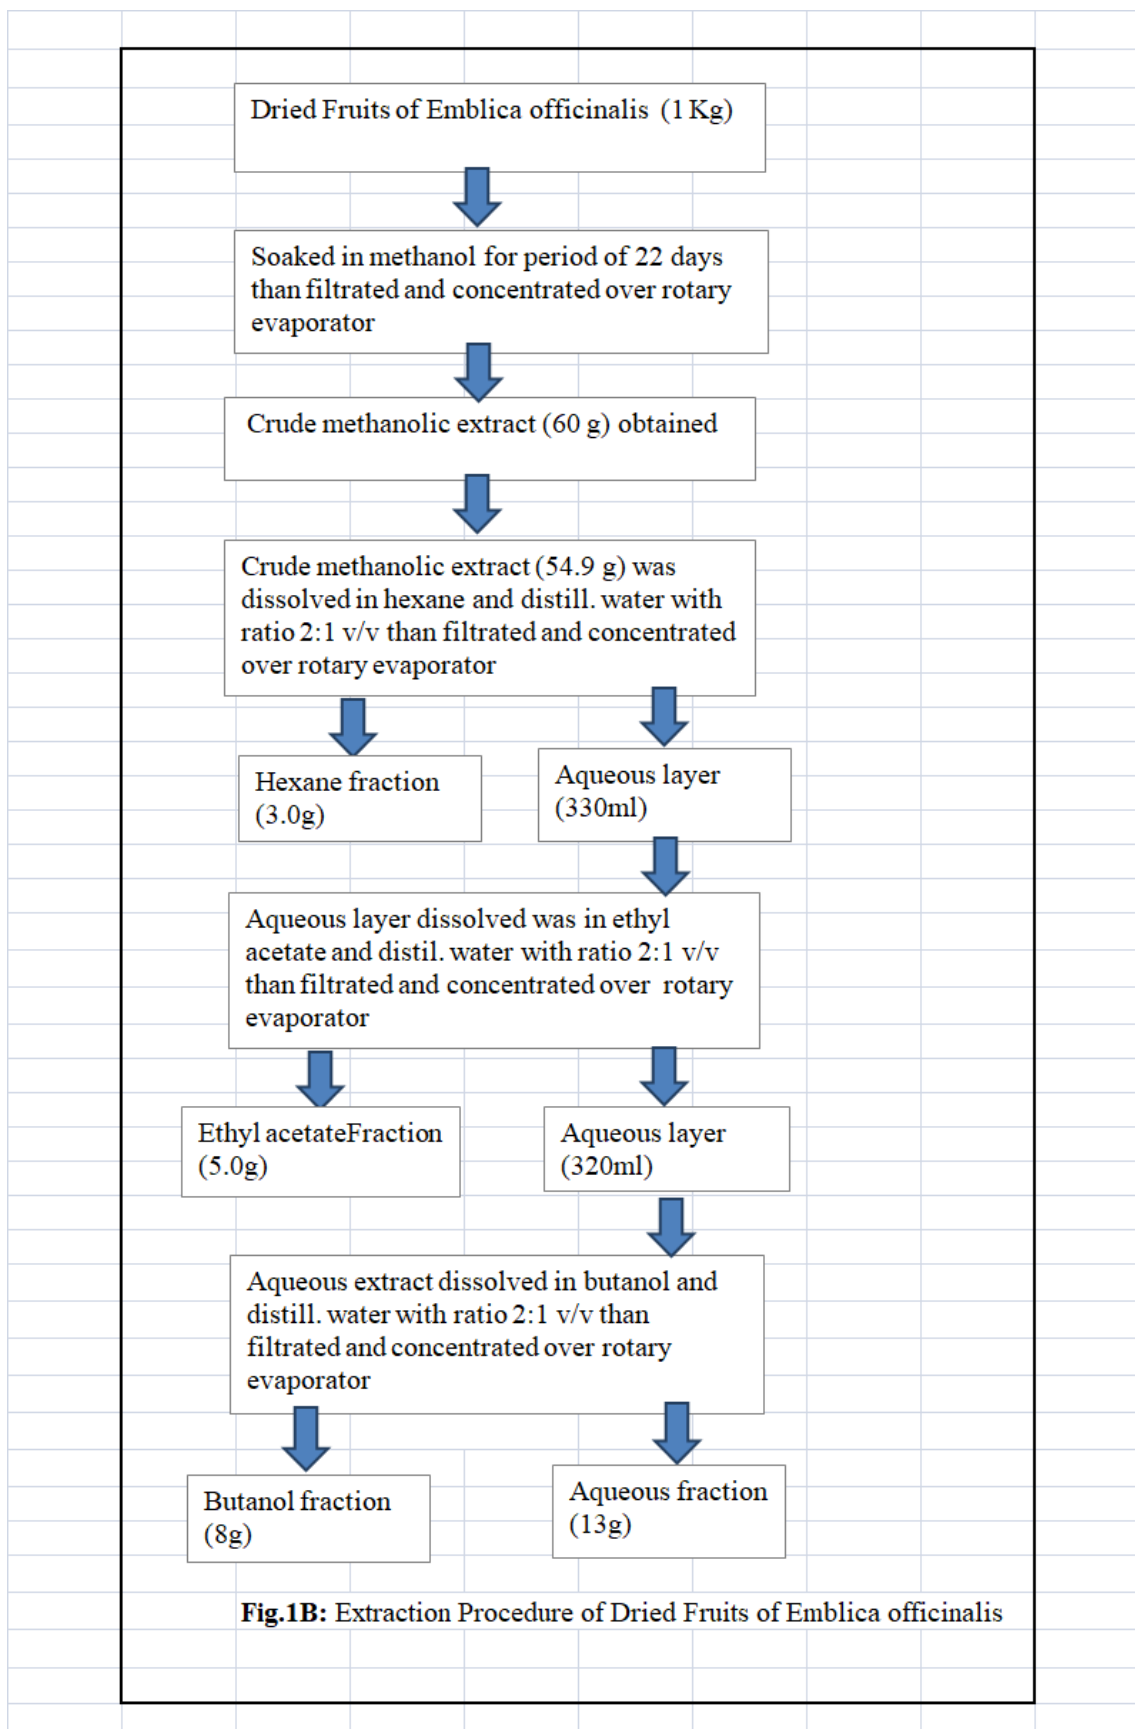 Dried Fruits of Emblica officinalis (1 Kg)
Soaked in methanol for period of 22 days
than filtrated and concentrated over rotary
evaporator
Crude methanolic extract (60 g) obtained
Crude methanolic extract (54.9 g) was
dissolved in hexane and distill. water with
ratio 2:1 v/v than filtrated and concentrated
over rotary evaporator
Hexane fraction
(3.0g)
Aqueous layer
(330ml)
Aqueous layer dissolved was in ethyl
acetate and distil. water with ratio 2:1 v/v
than filtrated and concentrated over rotary
evaporator
Ethyl acetateFraction
(5.0g)
Aqueous layer
(320ml)
Aqueous extract dissolved in butanol and
distill. water with ratio 2:1 v/v than
filtrated and concentrated over rotary
evaporator
Butanol fraction
(8g)
Aqueous fraction
(13g)
Fig.1B: Extraction Procedure of Dried Fruits of Emblica officinalis